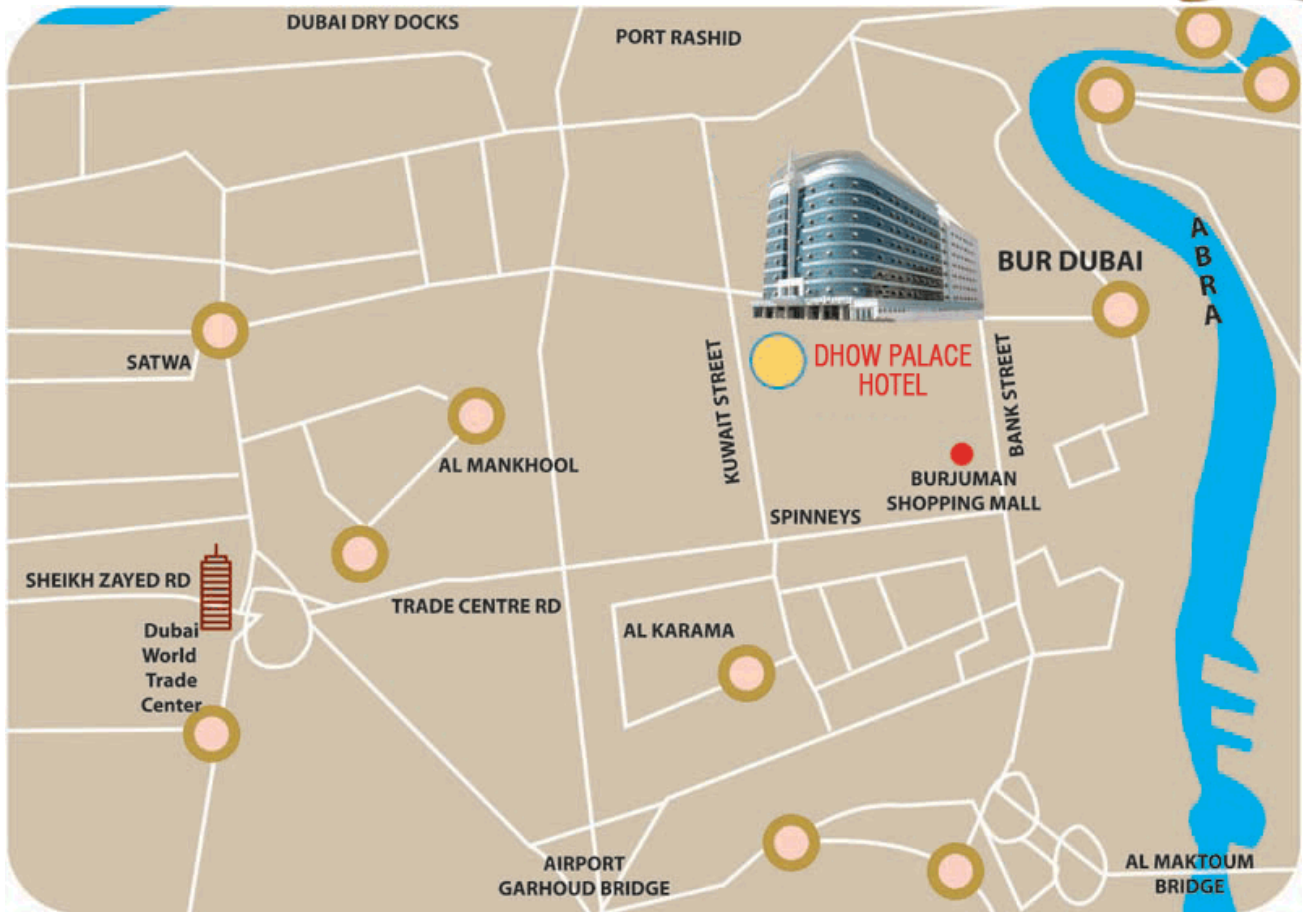 DUBAI DRY DOCKS
PORT RASHID
BUR DUBAI
ABRA
SATWA
KUWAIT STREET
DHOW PALACE
HOTEL
BANK STREET
AL MANKHOOL
BURJUMAN
SHOPPING MALL
SPINNEYS
SHEIKH ZAYED RD
TRADE CENTRE RD
Dubai
World
Trade
Center
AL KARAMA
AIRPORT
GARHOUD BRIDGE
AL MAKTOUM
BRIDGE